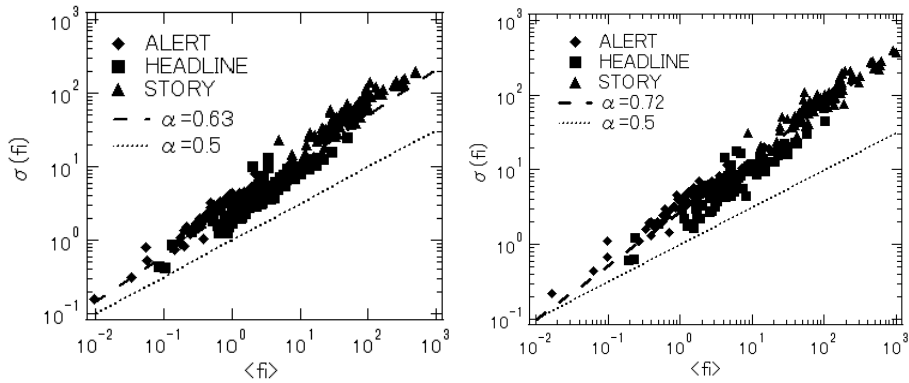 10³
10²
10¹
10⁰
10⁻¹
σ (fi)
ALERT
HEADLINE
STORY
α=0.63
α=0.5
10⁻² 10⁻¹ 10⁰ 10¹ 10² 10³
<fi>
10³
10²
10¹
10⁰
10⁻¹
σ (fi)
ALERT
HEADLINE
STORY
α=0.72
α=0.5
10⁻² 10⁻¹ 10⁰ 10¹ 10² 10³
<fi>